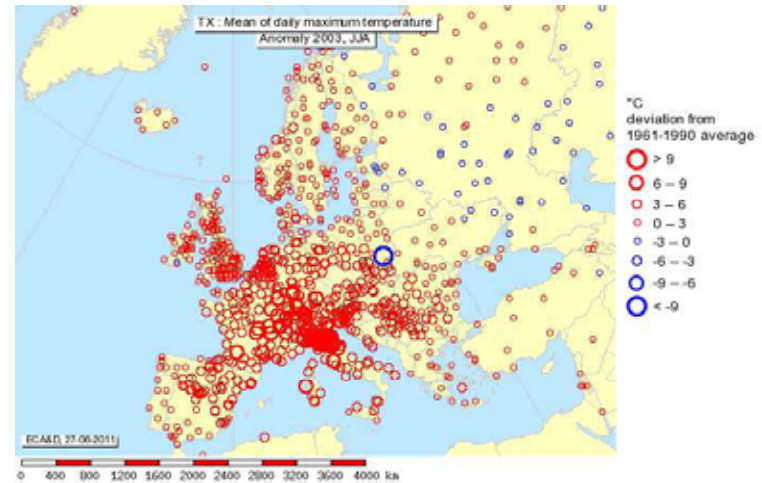 TX : Mean of daily maximum temperature
Anomaly 2003, JJA
°C
deviation from
1961-1990 average
> 9
6 – 9
3 – 6
0 – 3
-3 – 0
-6 – -3
-9 – -6
< -9
ECA&D, 27-06-2011
0 400 800 1200 1600 2000 2400 2800 3200 3600 4000 km